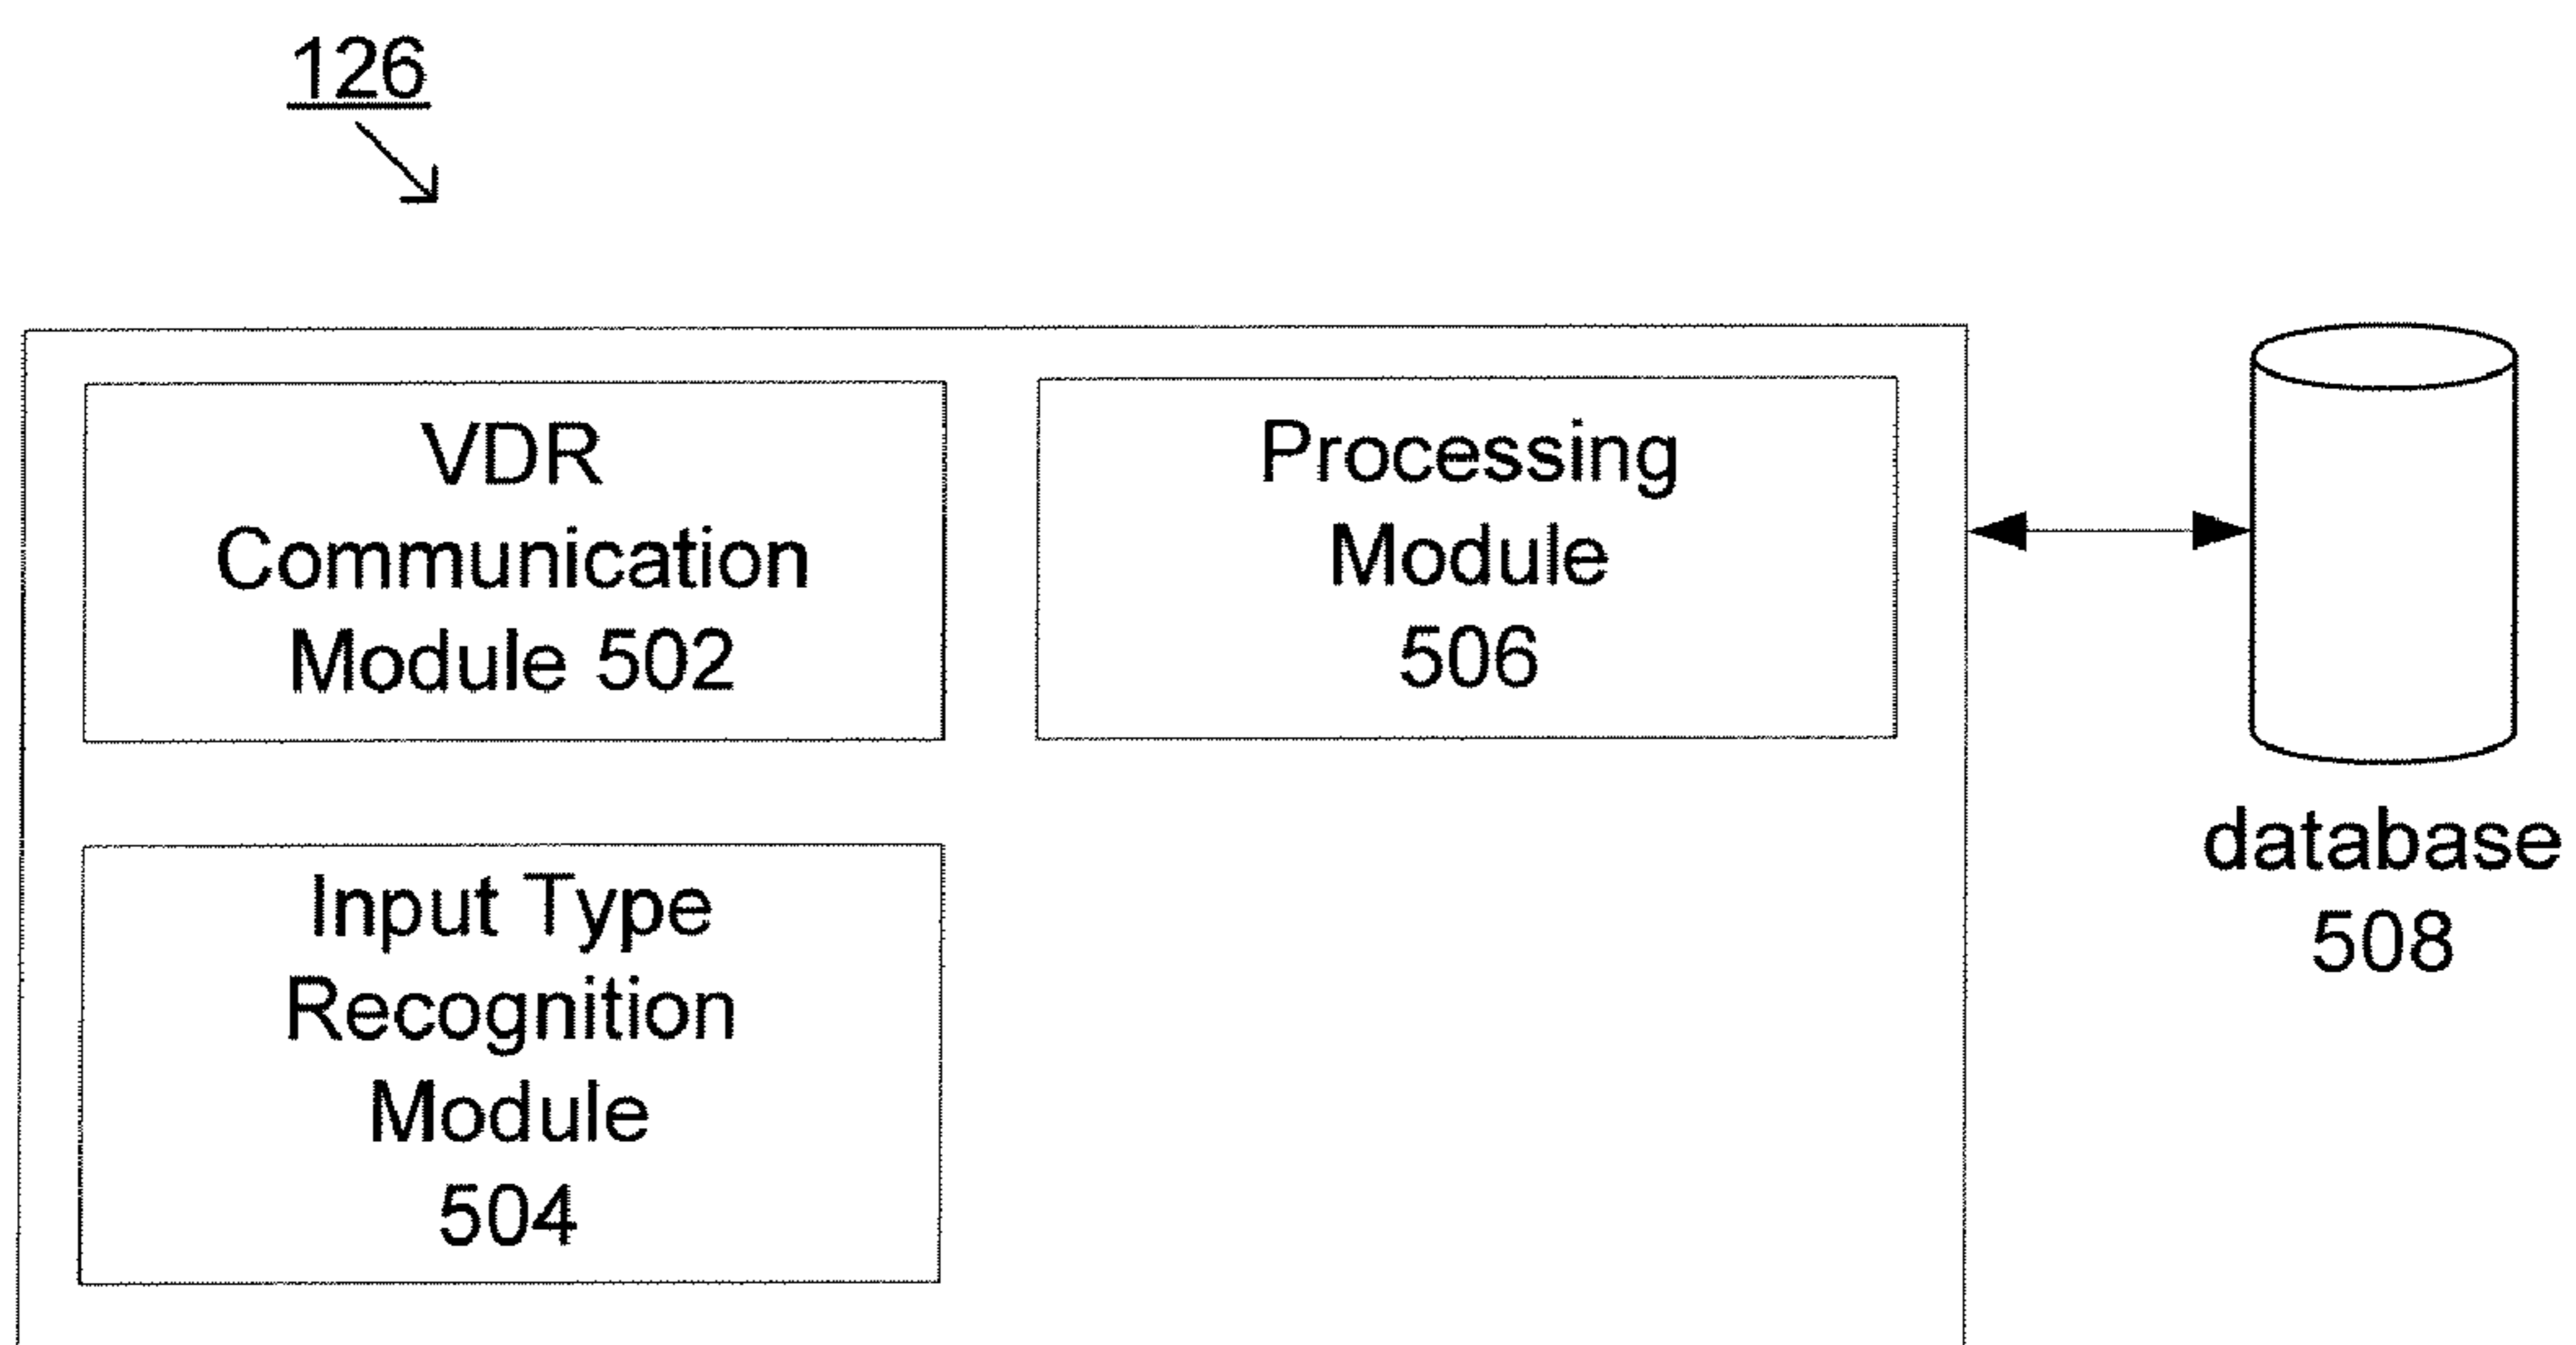 126
VDR
Communication
Module 502
Processing
Module
506
Input Type
Recognition
Module
504
database
508